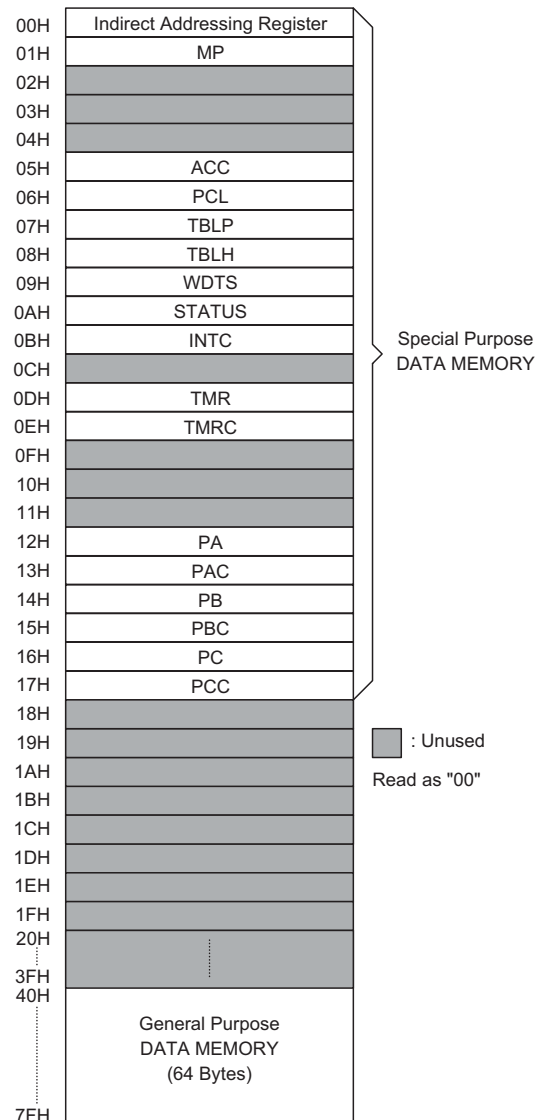 00H Indirect Addressing Register
01H MP
02H
03H
04H
05H ACC
06H PCL
07H TBLP
08H TBLH
09H WDTS
0AH STATUS
0BH INTC
Special Purpose
DATA MEMORY
0CH
0DH TMR
0EH TMRC
0FH
10H
11H
12H PA
13H PAC
14H PB
15H PBC
16H PC
17H PCC
18H
19H
: Unused
1AH
Read as "00"
1BH
1CH
1DH
1EH
1FH
20H
3FH
40H
General Purpose
DATA MEMORY
(64 Bytes)
7FH